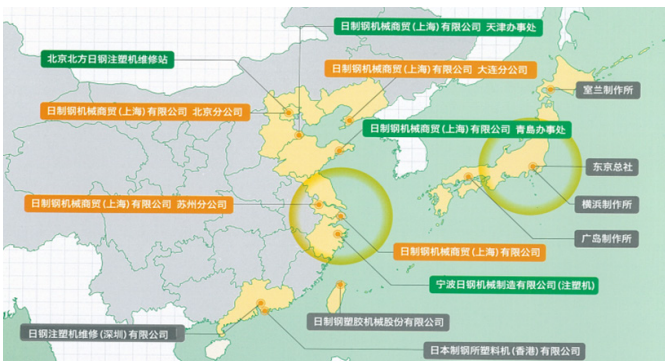 日制钢机械商贸(上海)有限公司 天津办事处
北京北方日钢注塑机维修站
日制钢机械商贸(上海)有限公司 大连分公司
室兰制作所
日制钢机械商贸(上海)有限公司 北京分公司
日制钢机械商贸(上海)有限公司 青岛办事处
东京总社
日制钢机械商贸(上海)有限公司 苏州分公司
横浜制作所
广岛制作所
日制钢机械商贸(上海)有限公司
宁波日钢机械制造有限公司(注塑机)
日制钢塑胶机械股份有限公司
日钢注塑机维修(深圳)有限公司
日本制钢所塑料机(香港)有限公司